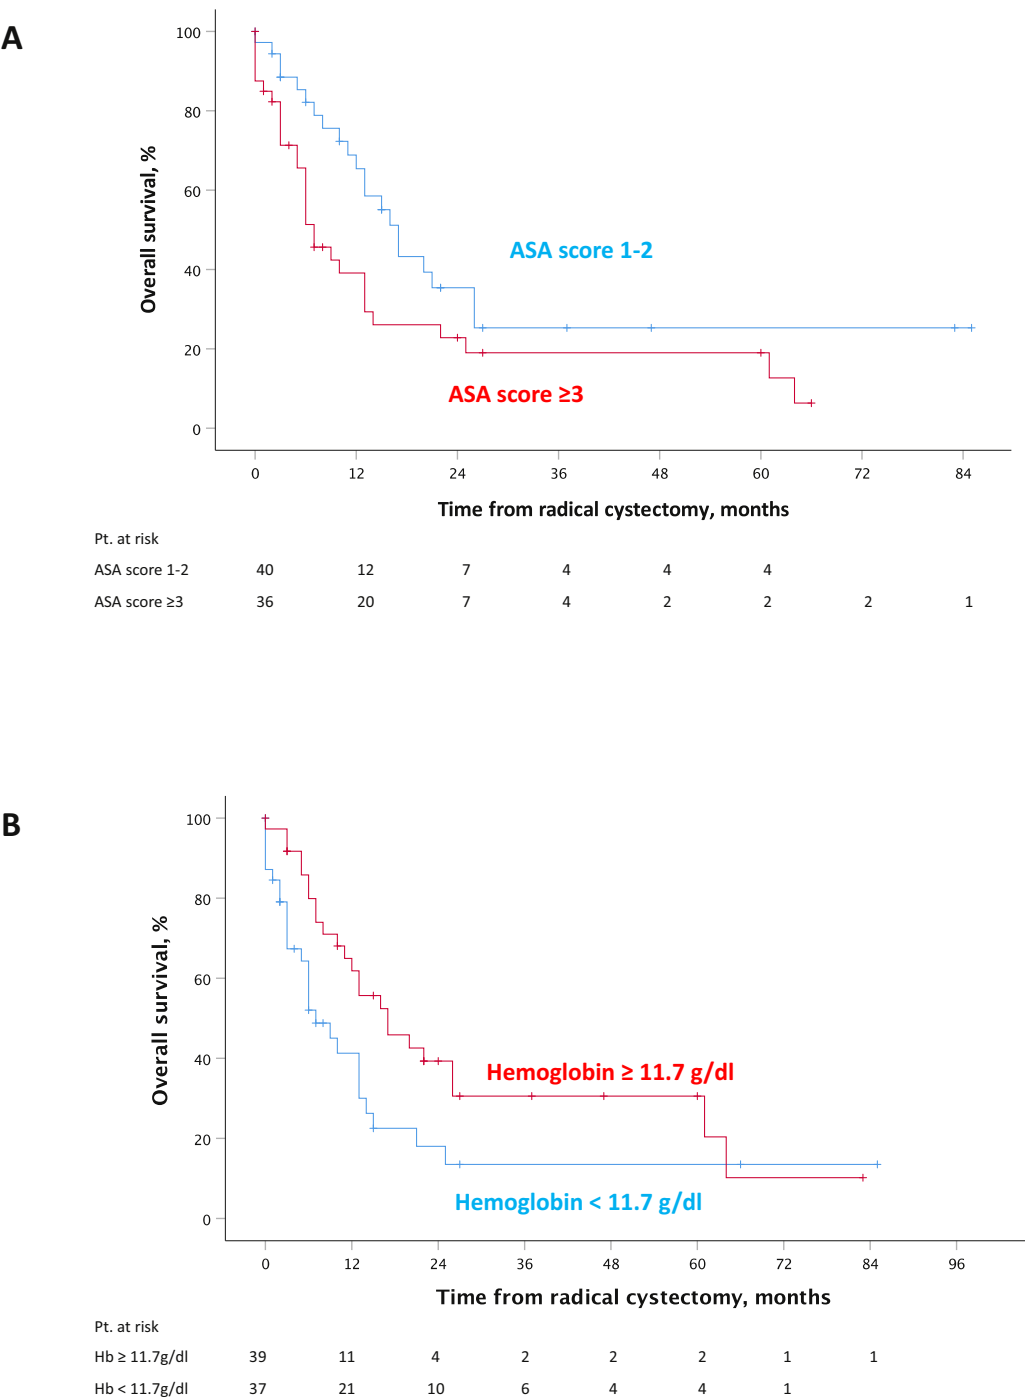 A
Overall survival, %
100
80
60
40
20
0
ASA score 1-2
ASA score ≥3
0 12 24 36 48 60 72 84
Time from radical cystectomy, months
Pt. at risk
ASA score 1-2 40 12 7 4 4 4
ASA score ≥3 36 20 7 4 2 2 2 1
B
Overall survival, %
100
80
60
40
20
0
Hemoglobin ≥ 11.7 g/dl
Hemoglobin < 11.7 g/dl
0 12 24 36 48 60 72 84 96
Time from radical cystectomy, months
Pt. at risk
Hb ≥ 11.7g/dl 39 11 4 2 2 2 1 1
Hb < 11.7g/dl 37 21 10 6 4 4 1